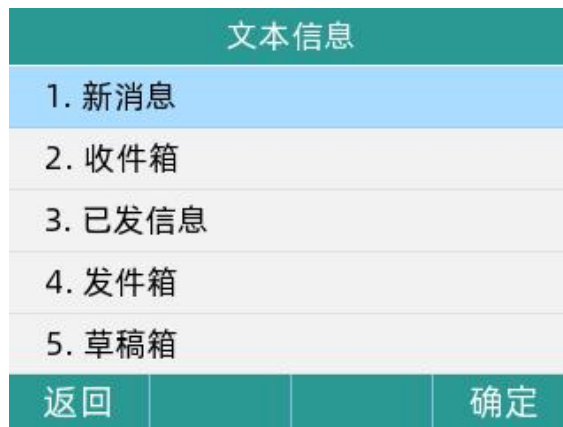 文本信息
1. 新消息
2. 收件箱
3. 已发信息
4. 发件箱
5. 草稿箱
返回 确定